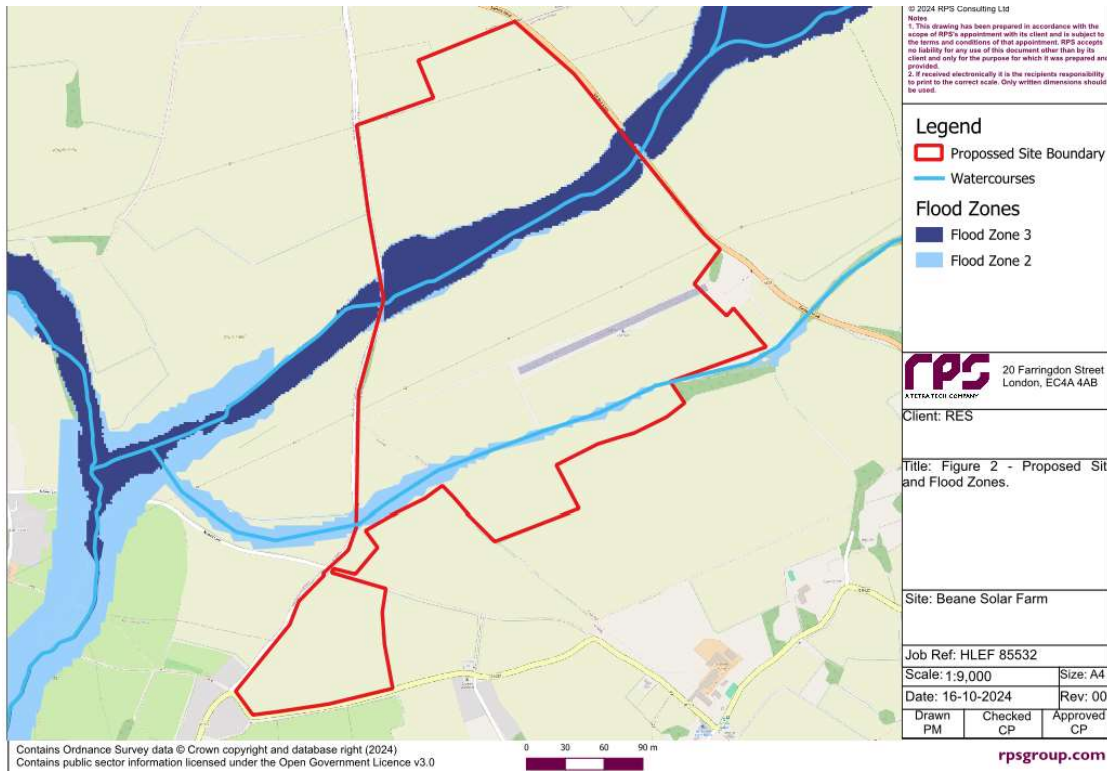 © 2024 RPS Consulting Ltd
Notes
1. This drawing has been prepared in accordance with the
scope of RPS's appointment with its client and is subject to
the terms and conditions of that appointment. RPS accepts
no liability for any use of this document other than by its
client and only for the purpose for which it was prepared and
provided.
2. If received electronically it is the recipients responsibility
to print to the correct scale. Only written dimensions should
be used.
Legend
Propossed Site Boundary
Watercourses
Flood Zones
Flood Zone 3
Flood Zone 2
rps
A TETRA TECH COMPANY
20 Farringdon Street
London, EC4A 4AB
Client: RES
Title: Figure 2 - Proposed Sit
and Flood Zones.
Site: Beane Solar Farm
Job Ref: HLEF 85532
Scale: 1:9,000
Size: A4
Date: 16-10-2024
Rev: 00
Drawn
PM
Checked
CP
Approved
CP
rpsgroup.com
Contains Ordnance Survey data © Crown copyright and database right (2024)
Contains public sector information licensed under the Open Government Licence v3.0
0 30 60 90 m